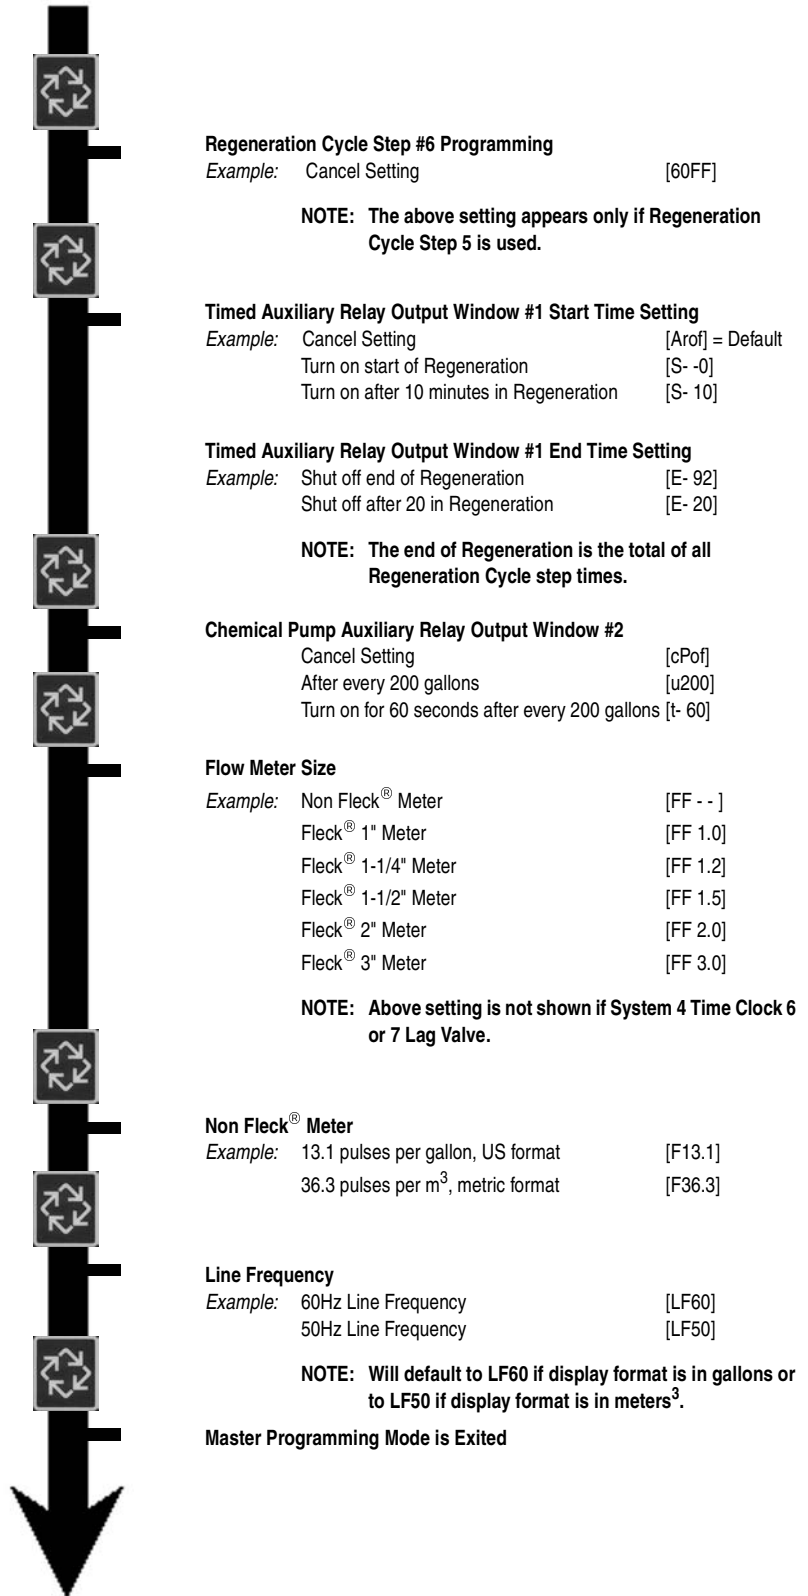 Regeneration Cycle Step #6 Programming
Example: Cancel Setting [60FF]
NOTE: The above setting appears only if Regeneration
Cycle Step 5 is used.
Timed Auxiliary Relay Output Window #1 Start Time Setting
Example: Cancel Setting [Arof] = Default
Turn on start of Regeneration [S- -0]
Turn on after 10 minutes in Regeneration [S- 10]
Timed Auxiliary Relay Output Window #1 End Time Setting
Example: Shut off end of Regeneration [E- 92]
Shut off after 20 in Regeneration [E- 20]
NOTE: The end of Regeneration is the total of all
Regeneration Cycle step times.
Chemical Pump Auxiliary Relay Output Window #2
Cancel Setting [cPof]
After every 200 gallons [u200]
Turn on for 60 seconds after every 200 gallons [t- 60]
Flow Meter Size
Example: Non Fleck® Meter [FF - - ]
Fleck® 1" Meter [FF 1.0]
Fleck® 1-1/4" Meter [FF 1.2]
Fleck® 1-1/2" Meter [FF 1.5]
Fleck® 2" Meter [FF 2.0]
Fleck® 3" Meter [FF 3.0]
NOTE: Above setting is not shown if System 4 Time Clock 6
or 7 Lag Valve.
Non Fleck® Meter
Example: 13.1 pulses per gallon, US format [F13.1]
36.3 pulses per m³, metric format [F36.3]
Line Frequency
Example: 60Hz Line Frequency [LF60]
50Hz Line Frequency [LF50]
NOTE: Will default to LF60 if display format is in gallons or
to LF50 if display format is in meters³.
Master Programming Mode is Exited